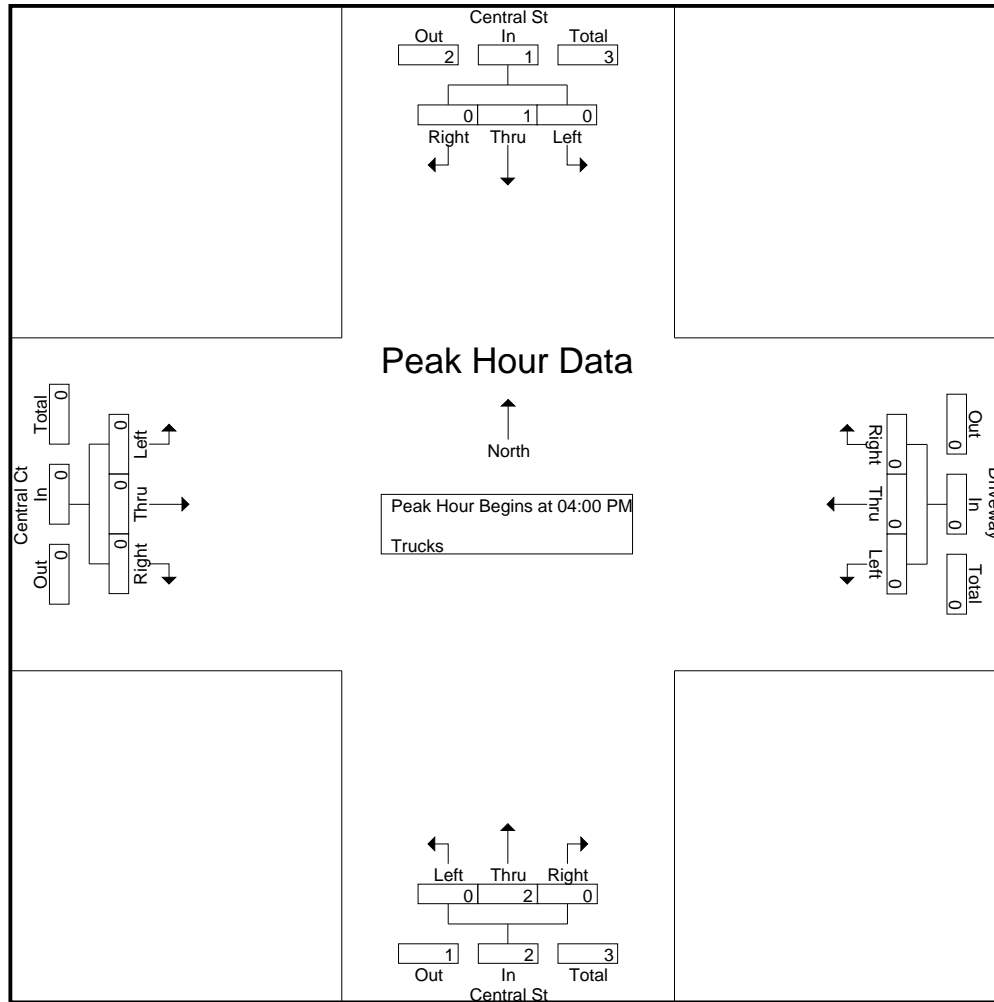 Central St
Out In Total
2 1 3
0 1 0
Right Thru Left
Peak Hour Data
North
Peak Hour Begins at 04:00 PM
Trucks
Central Ct
Total In Out
0 0 0
0 0 0
Left Thru Right
Driveway
Out In Total
0 0 0
0 0 0
Right Thru Left
Left Thru Right
0 2 0
1 2 3
Out In Total
Central St